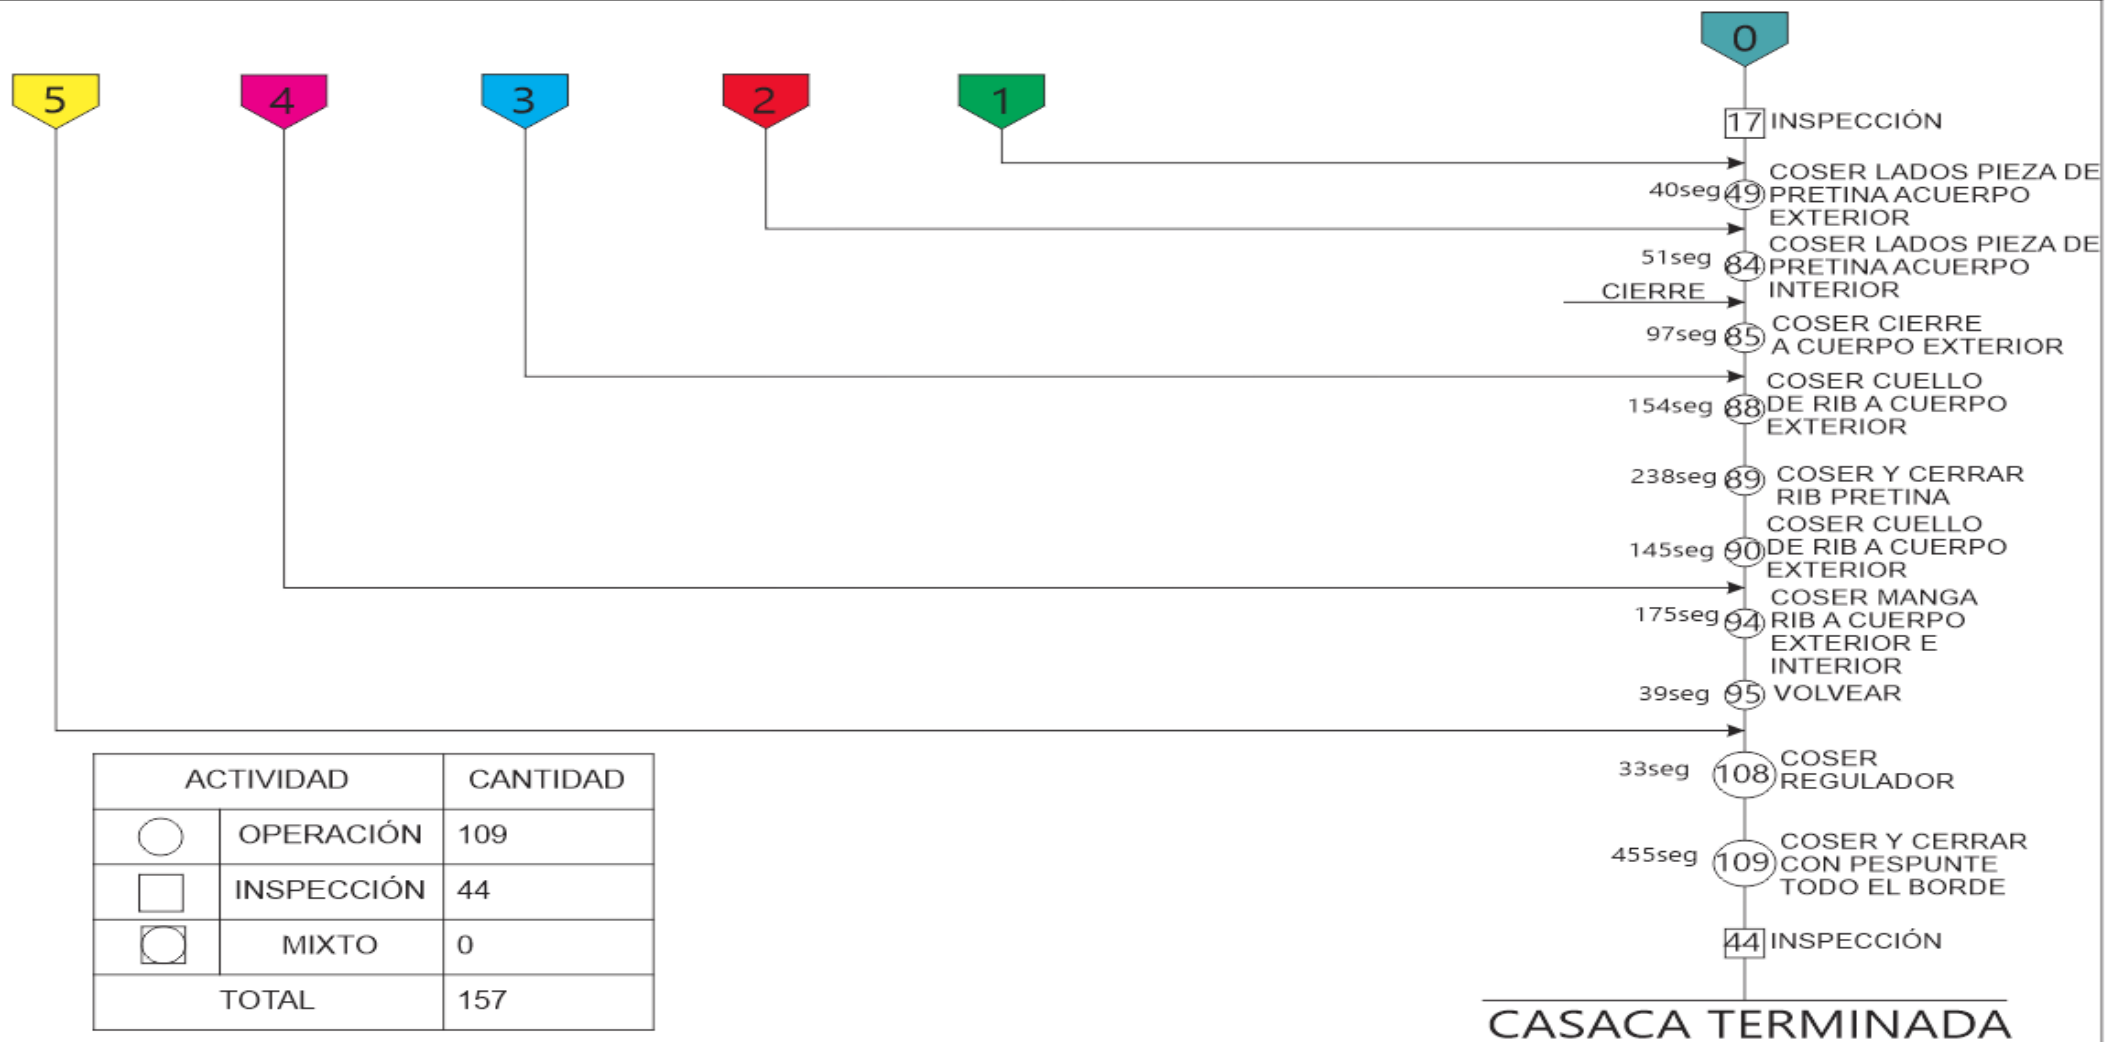 0
5
4
3
2
1
17 INSPECCIÓN
COSER LADOS PIEZA DE
40seg 49 PRETINA ACUERPO
EXTERIOR
COSER LADOS PIEZA DE
51seg 84 PRETINA ACUERPO
INTERIOR
CIERRE
97seg 85 COSER CIERRE
A CUERPO EXTERIOR
COSER CUELLO
154seg 88 DE RIB A CUERPO
EXTERIOR
238seg 89 COSER Y CERRAR
RIB PRETINA
COSER CUELLO
145seg 90 DE RIB A CUERPO
EXTERIOR
COSER MANGA
175seg 94 RIB A CUERPO
EXTERIOR E
INTERIOR
39seg 95 VOLVEAR
COSER
33seg 108 REGULADOR
COSER Y CERRAR
455seg 109 CON PESPUNTE
TODO EL BORDE
44 INSPECCIÓN
CASACA TERMINADA
ACTIVIDAD CANTIDAD
OPERACIÓN 109
INSPECCIÓN 44
MIXTO 0
TOTAL 157